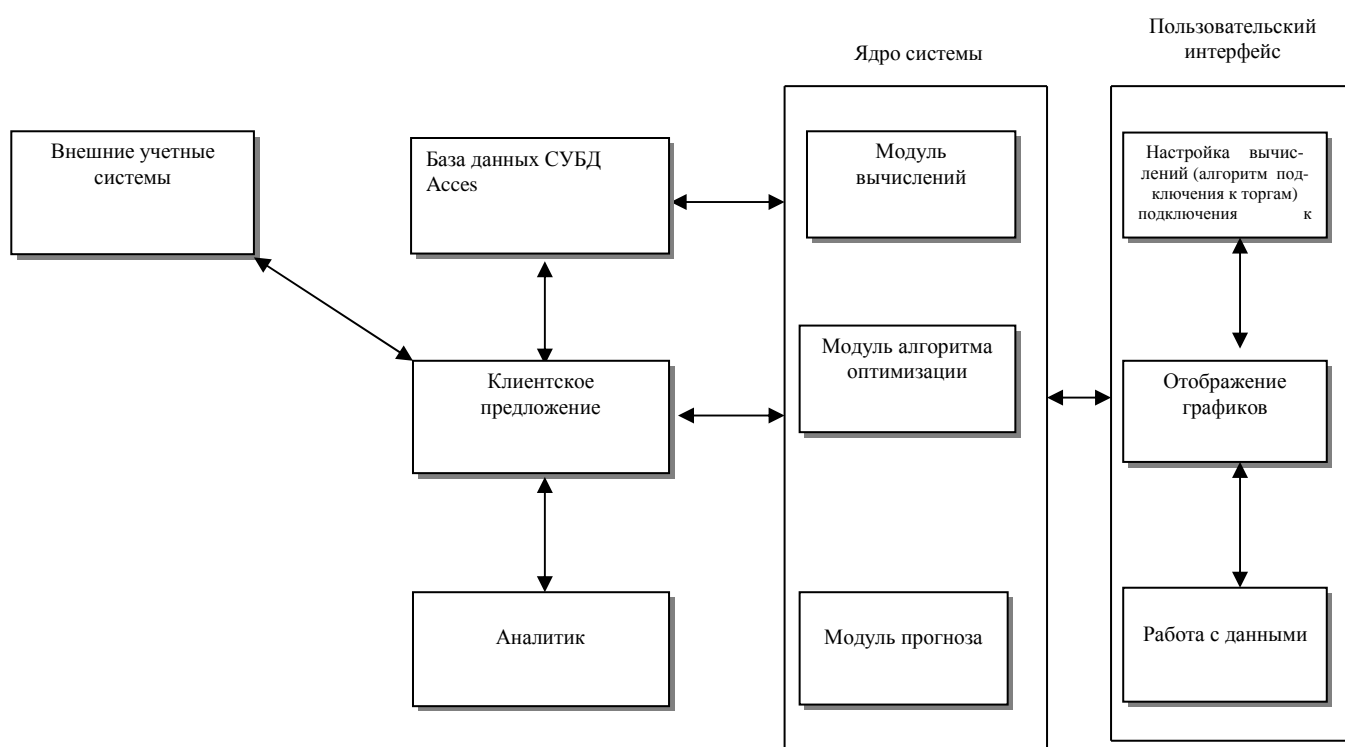 Пользовательский
интерфейс
Ядро системы
Внешние учетные
системы
База данных СУБД
Acces
Модуль
вычислений
Настройка вычис-
лений (алгоритм под-
ключения к торгам)
подключения к
Клиентское
предложение
Модуль алгоритма
оптимизации
Отображение
графиков
Аналитик
Модуль прогноза
Работа с данными